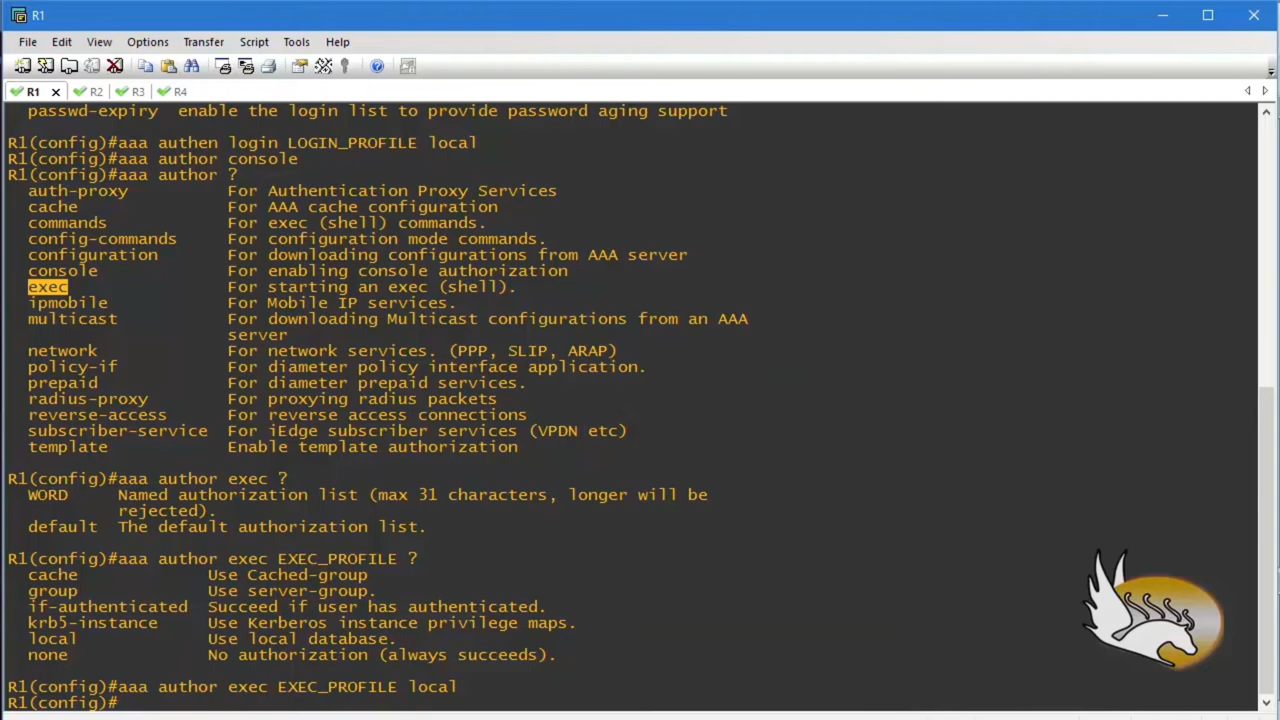 R1
File Edit View Options Transfer Script Tools Help
R1 R2 R3 R4
passwd-expiry enable the login list to provide password aging support
R1(config)#aaa authen login LOGIN_PROFILE local
R1(config)#aaa author console
R1(config)#aaa author ?
auth-proxy For Authentication Proxy Services
cache For AAA cache configuration
commands For exec (shell) commands.
config-commands For configuration mode commands.
configuration For downloading configurations from AAA server
console For enabling console authorization
exec For starting an exec (shell).
ipmobile For Mobile IP services.
multicast For downloading Multicast configurations from an AAA
server
network For network services. (PPP, SLIP, ARAP)
policy-if For diameter policy interface application.
prepaid For diameter prepaid services.
radius-proxy For proxying radius packets
reverse-access For reverse access connections
subscriber-service For iEdge subscriber services (VPDN etc)
template Enable template authorization
R1(config)#aaa author exec ?
WORD Named authorization list (max 31 characters, longer will be
rejected).
default The default authorization list.
R1(config)#aaa author exec EXEC_PROFILE ?
cache Use Cached-group
group Use server-group.
if-authenticated Succeed if user has authenticated.
krb5-instance Use Kerberos instance privilege maps.
local Use local database.
none No authorization (always succeeds).
R1(config)#aaa author exec EXEC_PROFILE local
R1(config)#